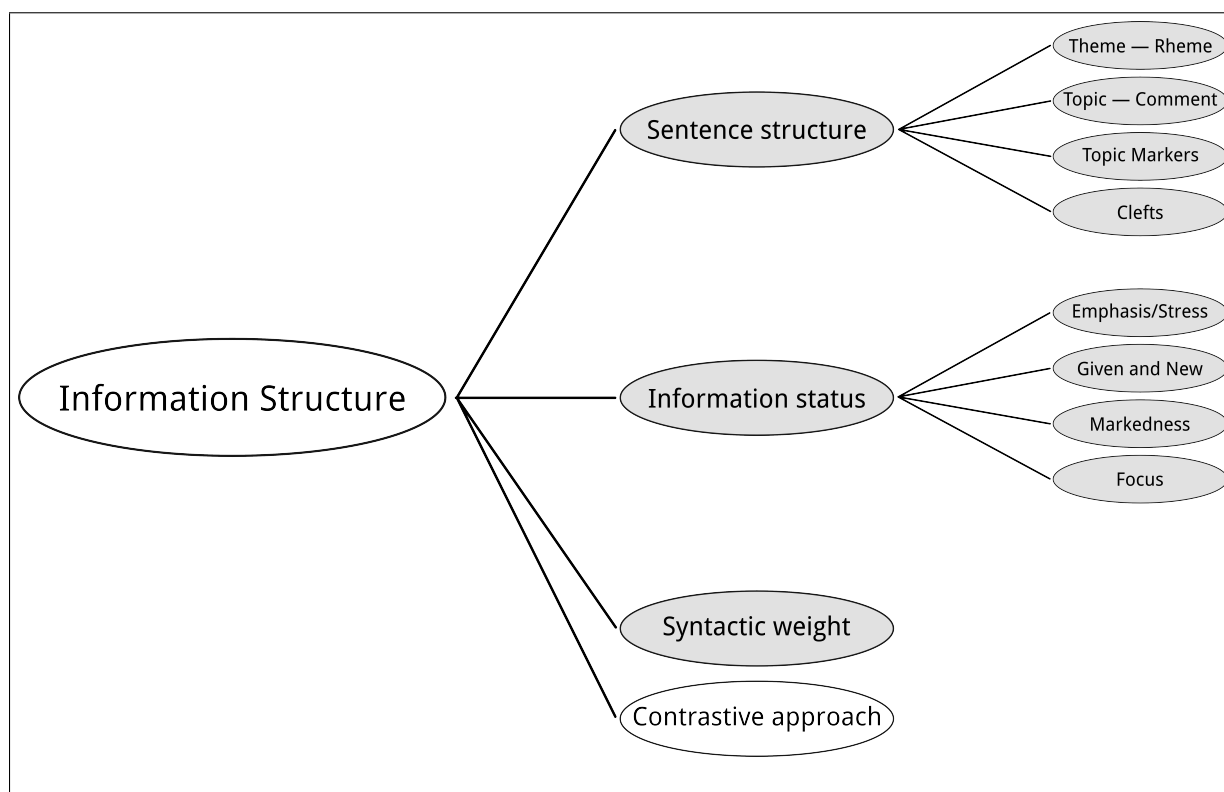 Information Structure
Sentence structure
Theme — Rheme
Topic — Comment
Topic Markers
Clefts
Information status
Emphasis/Stress
Given and New
Markedness
Focus
Syntactic weight
Contrastive approach